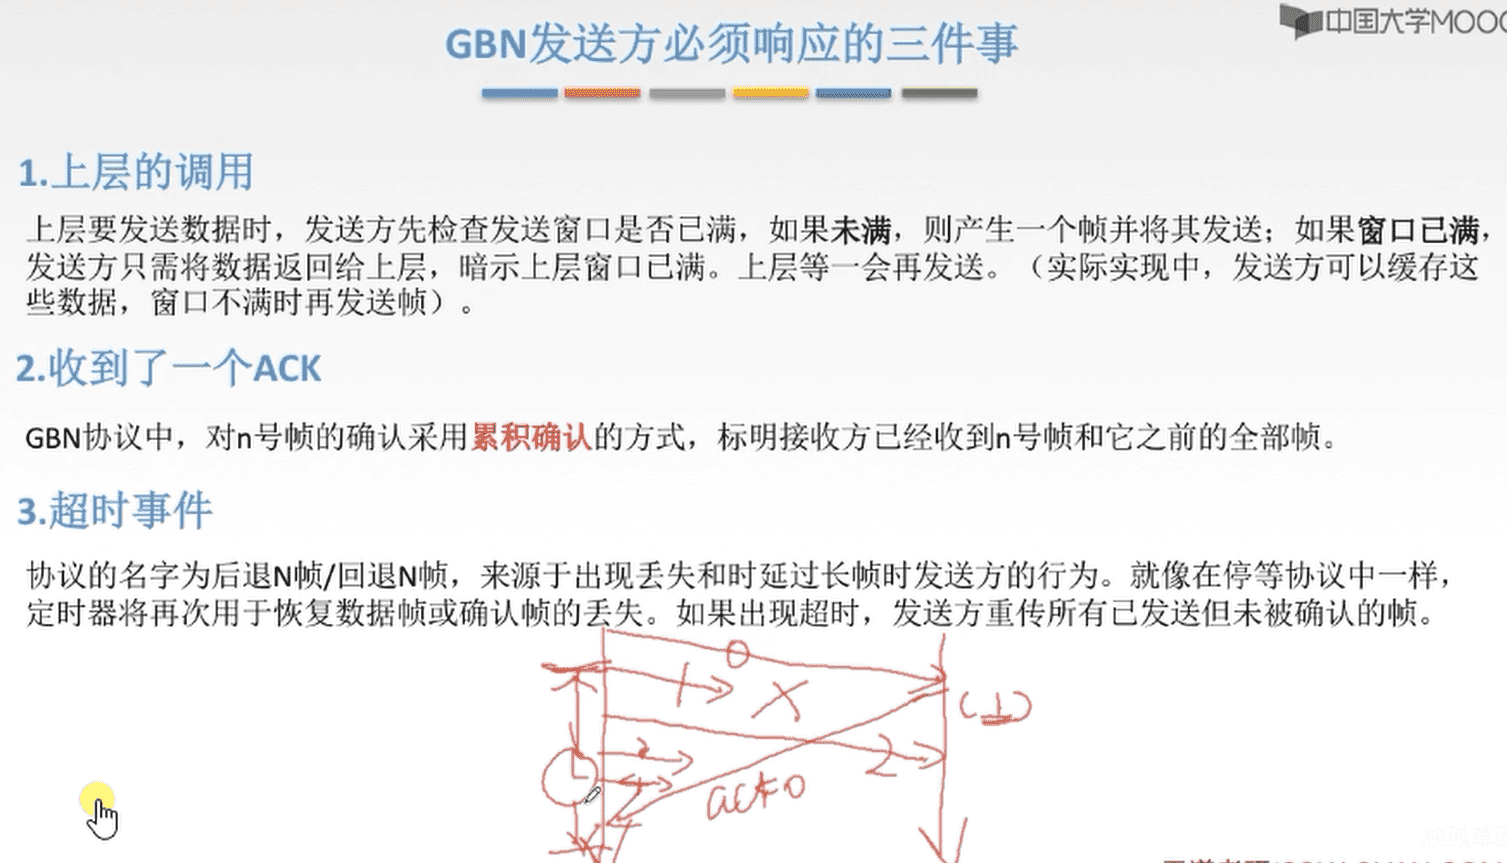 中国大学MOOC
GBN发送方必须响应的三件事
1.上层的调用
上层要发送数据时，发送方先检查发送窗口是否已满，如果未满，则产生一个帧并将其发送；如果窗口已满，
发送方只需将数据返回给上层，暗示上层窗口已满。上层等一会再发送。（实际实现中，发送方可以缓存这
些数据，窗口不满时再发送帧）。
2.收到了一个ACK
GBN协议中，对n号帧的确认采用累积确认的方式，标明接收方已经收到n号帧和它之前的全部帧。
3.超时事件
协议的名字为后退N帧/回退N帧，来源于出现丢失和时延过长帧时发送方的行为。就像在停等协议中一样，
定时器将再次用于恢复数据帧或确认帧的丢失。如果出现超时，发送方重传所有已发送但未被确认的帧。
0
1
(1)
2
ack0